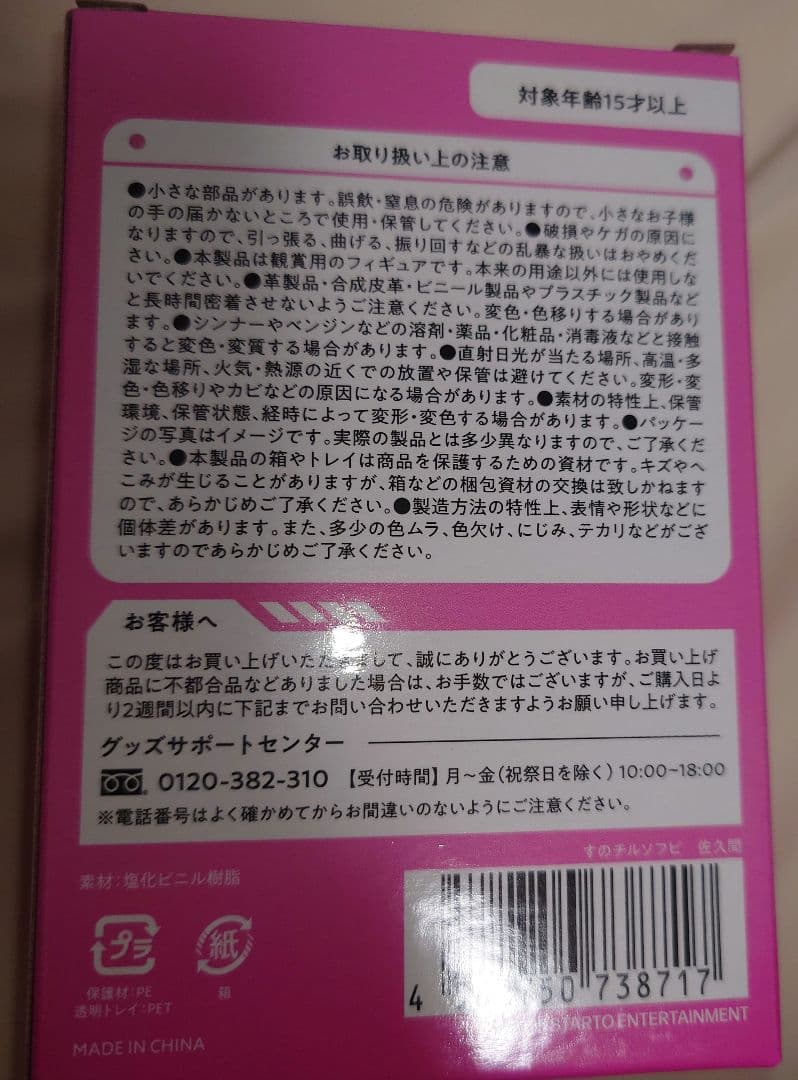 対象年齢15才以上
お取り扱い上の注意
●小さな部品があります。誤飲・窒息の危険がありますので、小さなお子様
の手の届かないところで使用・保管してください。●破損やケガの原因に
なりますので、引っ張る、曲げる、振り回すなどの乱暴な扱いはおやめくだ
さい。●本製品は観賞用のフィギュアです。本来の用途以外には使用しな
いでください。●革製品・合成皮革・ビニール製品やプラスチック製品など
と長時間密着させないようご注意ください。変色・色移りする場合があり
ます。●シンナーやベンジンなどの溶剤・薬品・化粧品・消毒液などと接触
すると変色・変質する場合があります。●直射日光が当たる場所、高温・多
湿な場所、火気・熱源の近くでの放置や保管は避けてください。変形・変
色・色移りやカビなどの原因になる場合があります。●素材の特性上、保管
環境、保管状態、経時によって変形・変色する場合があります。●パッケー
ジの写真はイメージです。実際の製品とは多少異なりますので、ご了承くだ
さい。●本製品の箱やトレイは商品を保護するための資材です。キズやへ
こみが生じることがありますが、箱などの梱包資材の交換は致しかねます
ので、あらかじめご了承ください。●製造方法の特性上、表情や形状などに
個体差があります。また、多少の色ムラ、色欠け、にじみ、テカリなどがござ
いますのであらかじめご了承ください。
お客様へ
この度はお買い上げいただきまして、誠にありがとうございます。お買い上げ
商品に不都合品などありました場合は、お手数ではございますが、ご購入日よ
り2週間以内に下記までお問い合わせいただきますようお願い申し上げます。
グッズサポートセンター
0120-382-310 【受付時間】月～金(祝祭日を除く)10:00~18:00
※電話番号はよく確かめてからお間違いのないようにご注意ください。
すのチルソフビ 佐久間
素材:塩化ビニル樹脂
プラ
紙
保護材:PE
箱
透明トレイ:PET
4 50 738717
STARTO ENTERTAINMENT
MADE IN CHINA